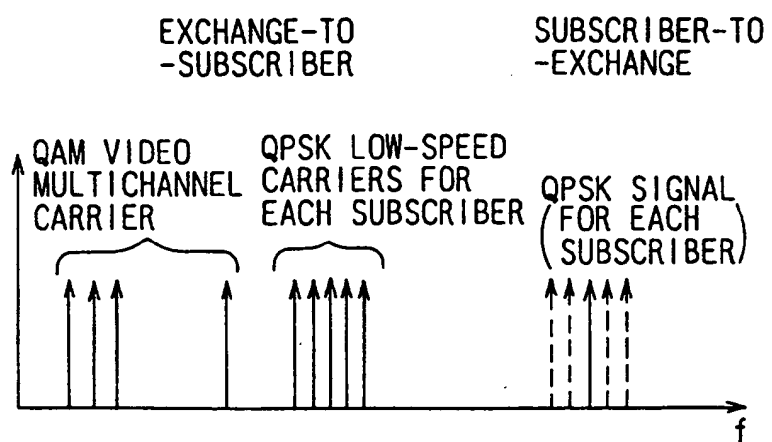 EXCHANGE-TO
-SUBSCRIBER
SUBSCRIBER-TO
-EXCHANGE
QAM VIDEO
MULTICHANNEL
CARRIER
QPSK LOW-SPEED
CARRIERS FOR
EACH SUBSCRIBER
QPSK SIGNAL
(FOR EACH
SUBSCRIBER)
f